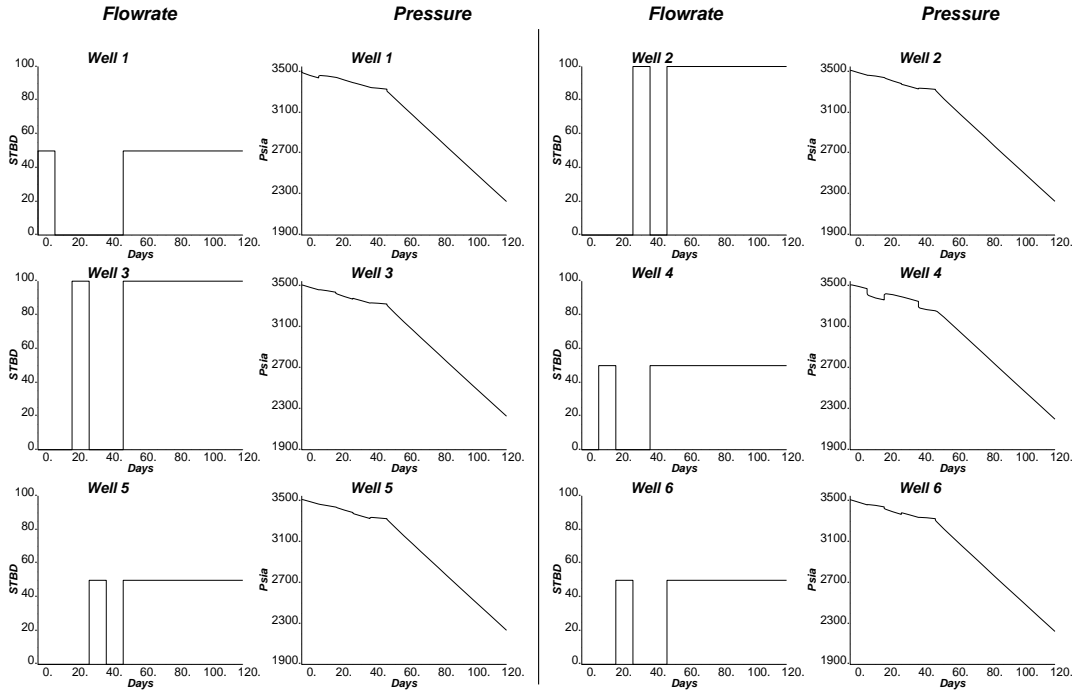 Flowrate Pressure Flowrate Pressure
Well 1
100.
80.
60.
40.
20.
0.
STBD
0. 20. 40. 60. 80. 100. 120.
Days
Well 1
3500.
3100.
2700.
2300.
1900.
Psia
0. 20. 40. 60. 80. 100. 120.
Days
Well 2
100.
80.
60.
40.
20.
0.
STBD
0. 20. 40. 60. 80. 100. 120.
Days
Well 2
3500.
3100.
2700.
2300.
1900.
Psia
0. 20. 40. 60. 80. 100. 120.
Days
Well 3
100.
80.
60.
40.
20.
0.
STBD
0. 20. 40. 60. 80. 100. 120.
Days
Well 3
3500.
3100.
2700.
2300.
1900.
Psia
0. 20. 40. 60. 80. 100. 120.
Days
Well 4
100.
80.
60.
40.
20.
0.
STBD
0. 20. 40. 60. 80. 100. 120.
Days
Well 4
3500.
3100.
2700.
2300.
1900.
Psia
0. 20. 40. 60. 80. 100. 120.
Days
Well 5
100.
80.
60.
40.
20.
0.
STBD
0. 20. 40. 60. 80. 100. 120.
Days
Well 5
3500.
3100.
2700.
2300.
1900.
Psia
0. 20. 40. 60. 80. 100. 120.
Days
Well 6
100.
80.
60.
40.
20.
0.
STBD
0. 20. 40. 60. 80. 100. 120.
Days
Well 6
3500.
3100.
2700.
2300.
1900.
Psia
0. 20. 40. 60. 80. 100. 120.
Days